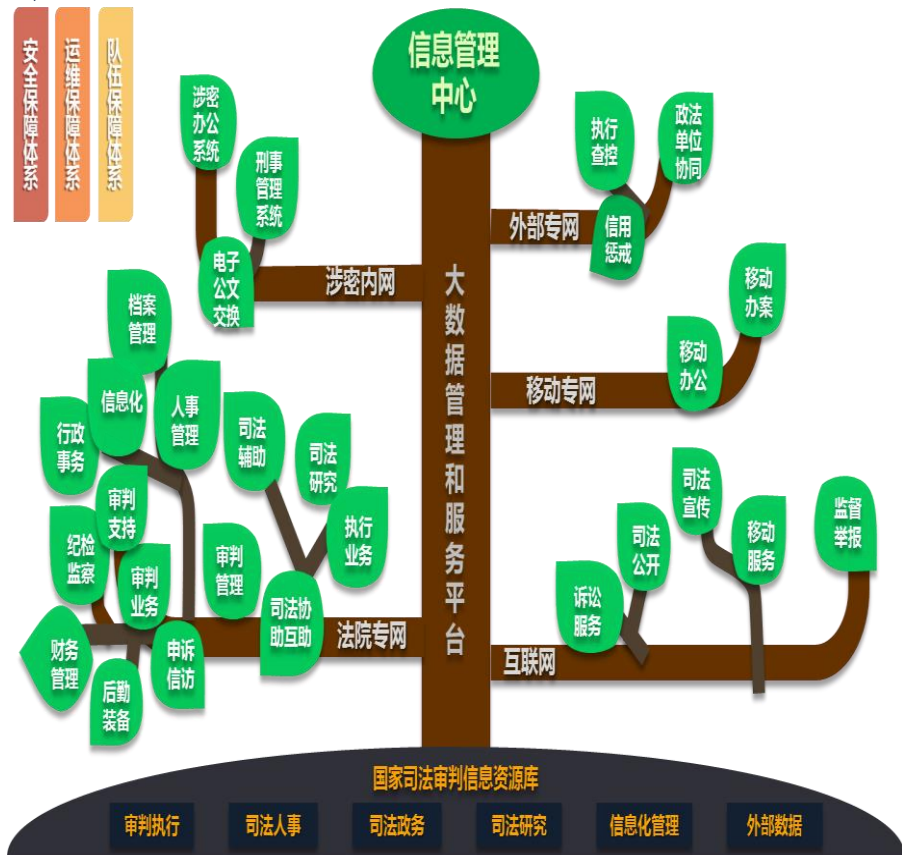 安全保障体系
运维保障体系
队伍保障体系
信息管理
中心
大数据管理和服务平台
涉密
办公
系统
刑事
管理
系统
电子
公文
交换
涉密内网
执行
查控
政法
单位
协同
信用
惩戒
外部专网
移动
办案
移动
办公
移动专网
档案
管理
信息化
人事
管理
行政
事务
审判
支持
纪检
监察
审判
业务
财务
管理
后勤
装备
申诉
信访
审判
管理
司法
辅助
司法
研究
执行
业务
司法协
助互助
法院专网
司法
宣传
监督
举报
司法
公开
移动
服务
诉讼
服务
互联网
国家司法审判信息资源库
审判执行
司法人事
司法政务
司法研究
信息化管理
外部数据